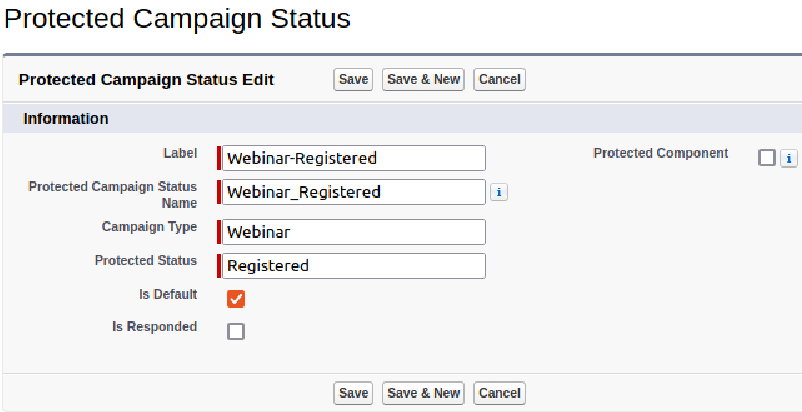 Protected Campaign Status
Protected Campaign Status Edit Save Save & New Cancel
Information
Label Webinar-Registered Protected Component i
Protected Campaign Status Name Webinar_Registered i
Campaign Type Webinar
Protected Status Registered
Is Default
Is Responded
Save Save & New Cancel